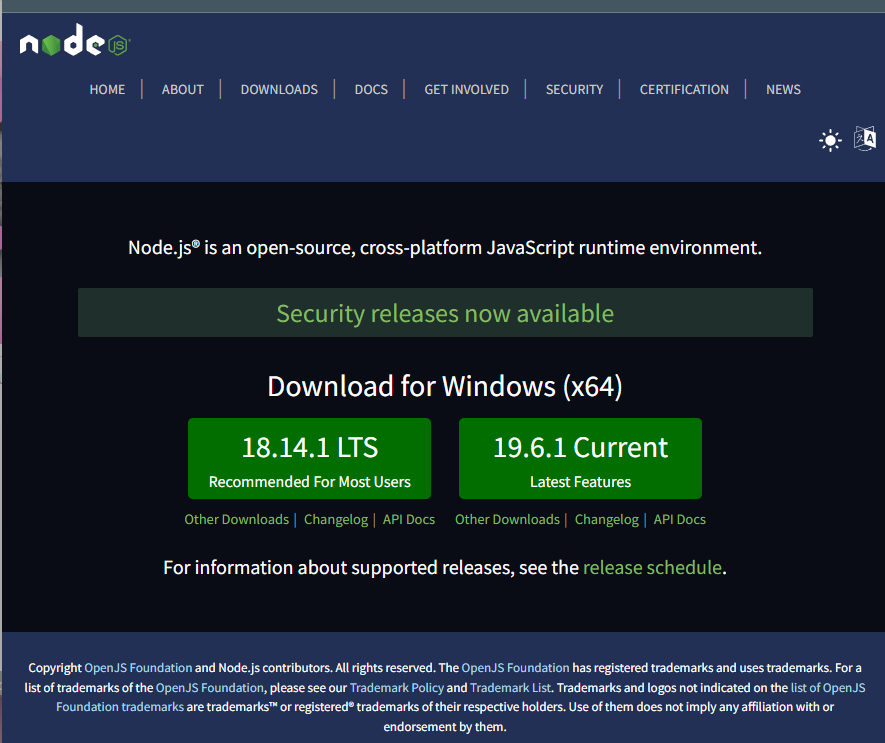 node JS
HOME | ABOUT | DOWNLOADS | DOCS | GET INVOLVED | SECURITY | CERTIFICATION | NEWS
A
Node.js® is an open-source, cross-platform JavaScript runtime environment.
Security releases now available
Download for Windows (x64)
18.14.1 LTS
Recommended For Most Users
19.6.1 Current
Latest Features
Other Downloads | Changelog | API Docs
Other Downloads | Changelog | API Docs
For information about supported releases, see the release schedule.
Copyright OpenJS Foundation and Node.js contributors. All rights reserved. The OpenJS Foundation has registered trademarks and uses trademarks. For a
list of trademarks of the OpenJS Foundation, please see our Trademark Policy and Trademark List. Trademarks and logos not indicated on the list of OpenJS
Foundation trademarks are trademarks™ or registered® trademarks of their respective holders. Use of them does not imply any affiliation with or
endorsement by them.